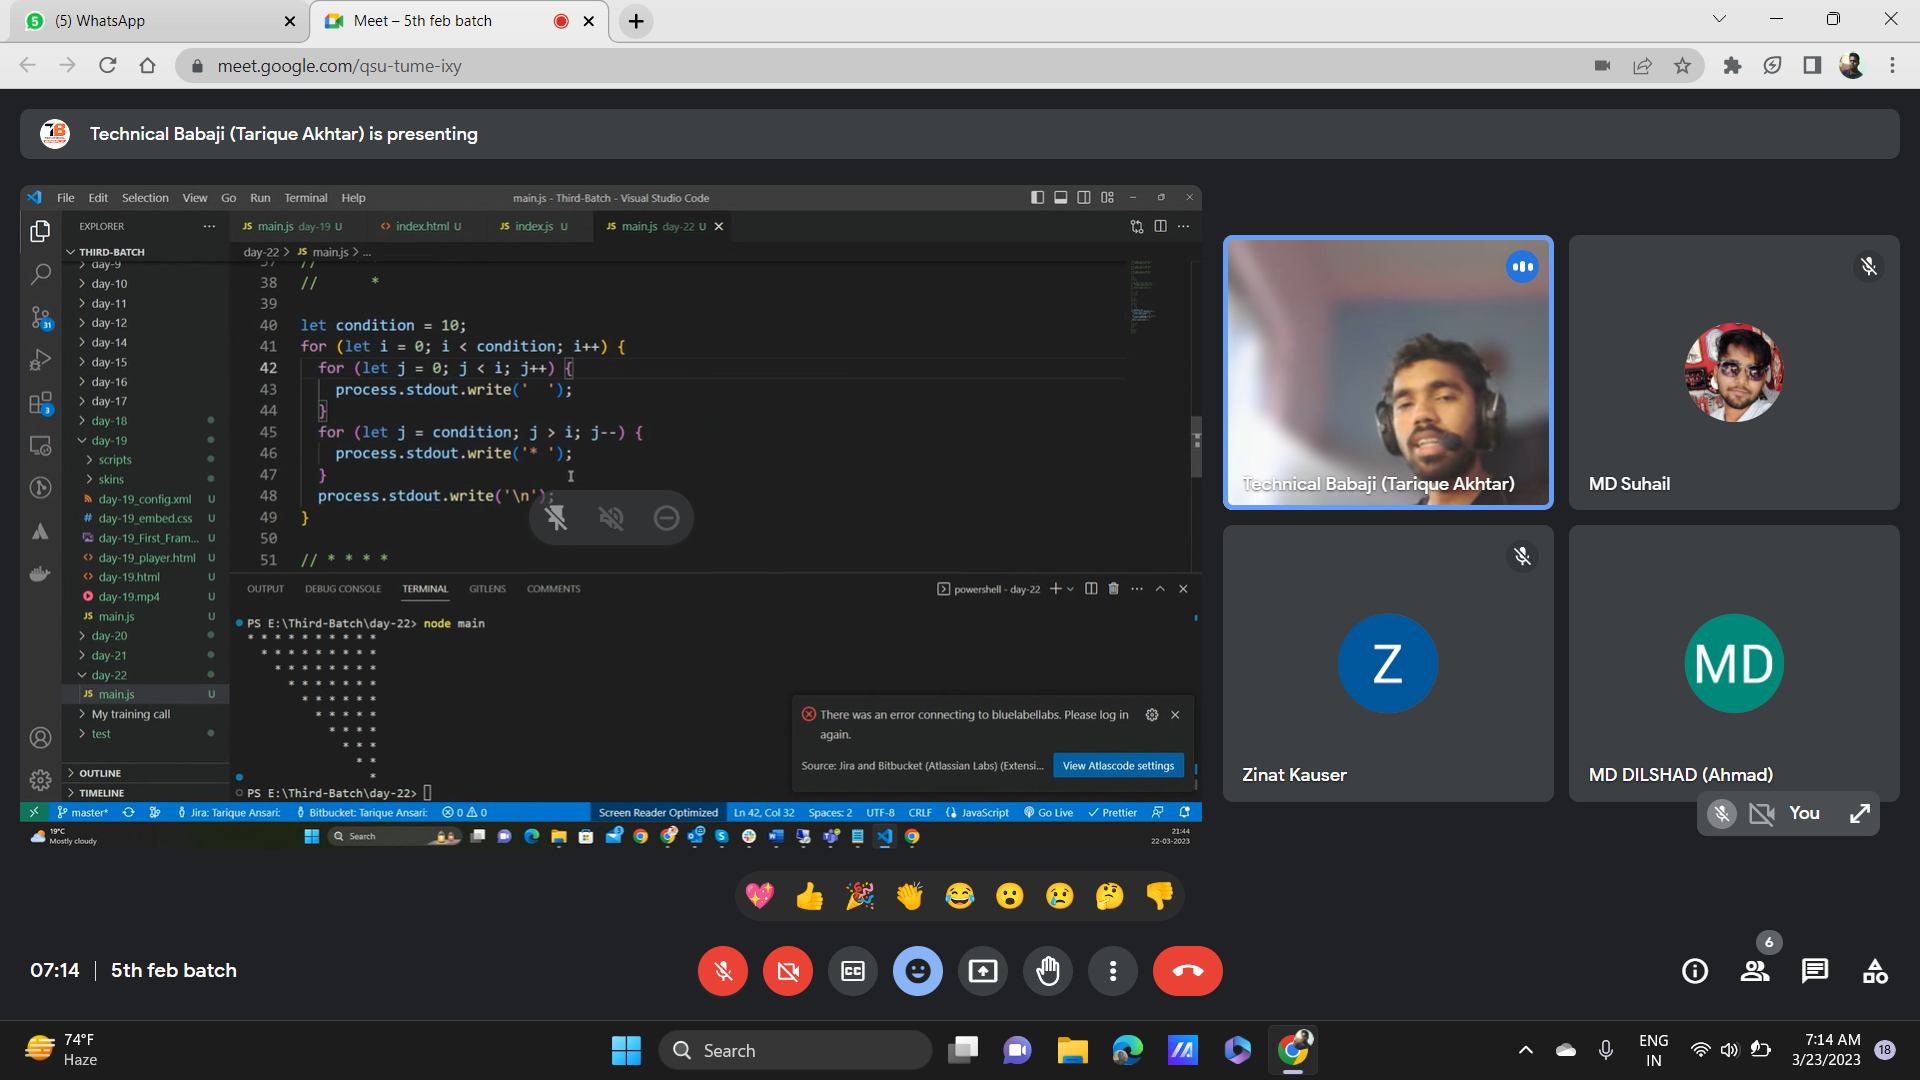 (5) WhatsApp
Meet – 5th feb batch
meet.google.com/qsu-tume-ixy
Technical Babaji (Tarique Akhtar) is presenting
File Edit Selection View Go Run Terminal Help
main.js - Third-Batch - Visual Studio Code
EXPLORER
THIRD-BATCH
day-9
day-10
day-11
day-12
day-14
day-15
day-16
day-17
day-18
day-19
scripts
skins
day-19_config.xml U
day-19_embed.css U
day-19_First_Fram... U
day-19_player.html U
day-19.html U
day-19.mp4 U
JS main.js U
day-20
day-21
day-22
JS main.js U
My training call
test
OUTLINE
TIMELINE
JS main.js day-19 U
index.html U
JS index.js U
JS main.js day-22 U
day-22 > JS main.js > ...
37 //
38 // *
39
40 let condition = 10;
41 for (let i = 0; i < condition; i++) {
42 for (let j = 0; j < i; j++) {
43 process.stdout.write('  ');
44 }
45 for (let j = condition; j > i; j--) {
46 process.stdout.write('* ');
47 }
48 process.stdout.write('\n');
49 }
50
51 // * * * *
OUTPUT DEBUG CONSOLE TERMINAL GITLENS COMMENTS
powershell - day-22
PS E:\Third-Batch\day-22> node main
* * * * * * * * * *
* * * * * * * * *
* * * * * * * *
* * * * * * *
* * * * * *
* * * * *
* * * *
* * *
* *
*
PS E:\Third-Batch\day-22>
There was an error connecting to bluelabellabs. Please log in
again.
Source: Jira and Bitbucket (Atlassian Labs) (Extensi...
View Atlascode settings
master* Jira: Tarique Ansari: Bitbucket: Tarique Ansari: 0 0
Screen Reader Optimized Ln 42, Col 32 Spaces: 2 UTF-8 CRLF JavaScript Go Live Prettier
19°C
Mostly cloudy
Search
21:44
22-03-2023
Technical Babaji (Tarique Akhtar)
MD Suhail
Z
Zinat Kauser
MD
MD DILSHAD (Ahmad)
You
07:14 | 5th feb batch
6
74°F
Haze
Search
ENG
IN
7:14 AM
3/23/2023
18